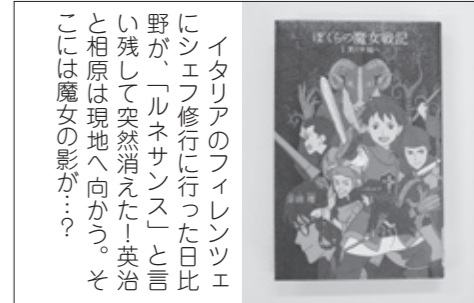 イタリアのフィレンツェ
にシェフ修行に行った日比
野が、「ルネサンス」と言
い残して突然消えた！英治
と相原は現地へ向かう。そ
こには魔女の影が…？
ぼくらの魔女戦記